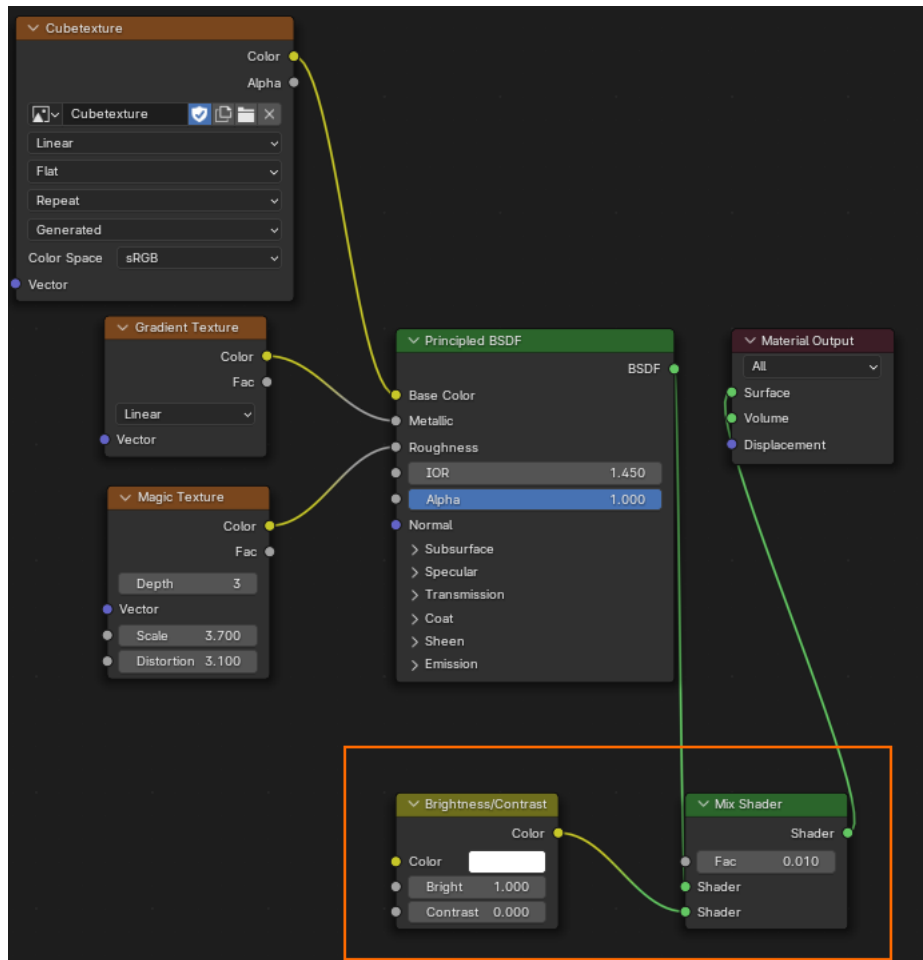 Cubetexture
Color
Alpha
Cubetexture
Linear
Flat
Repeat
Generated
Color Space sRGB
Vector
Gradient Texture
Color
Fac
Linear
Vector
Magic Texture
Color
Fac
Depth 3
Vector
Scale 3.700
Distortion 3.100
Principled BSDF
BSDF
Base Color
Metallic
Roughness
IOR 1.450
Alpha 1.000
Normal
Subsurface
Specular
Transmission
Coat
Sheen
Emission
Material Output
All
Surface
Volume
Displacement
Brightness/Contrast
Color
Color
Bright 1.000
Contrast 0.000
Mix Shader
Shader
Fac 0.010
Shader
Shader